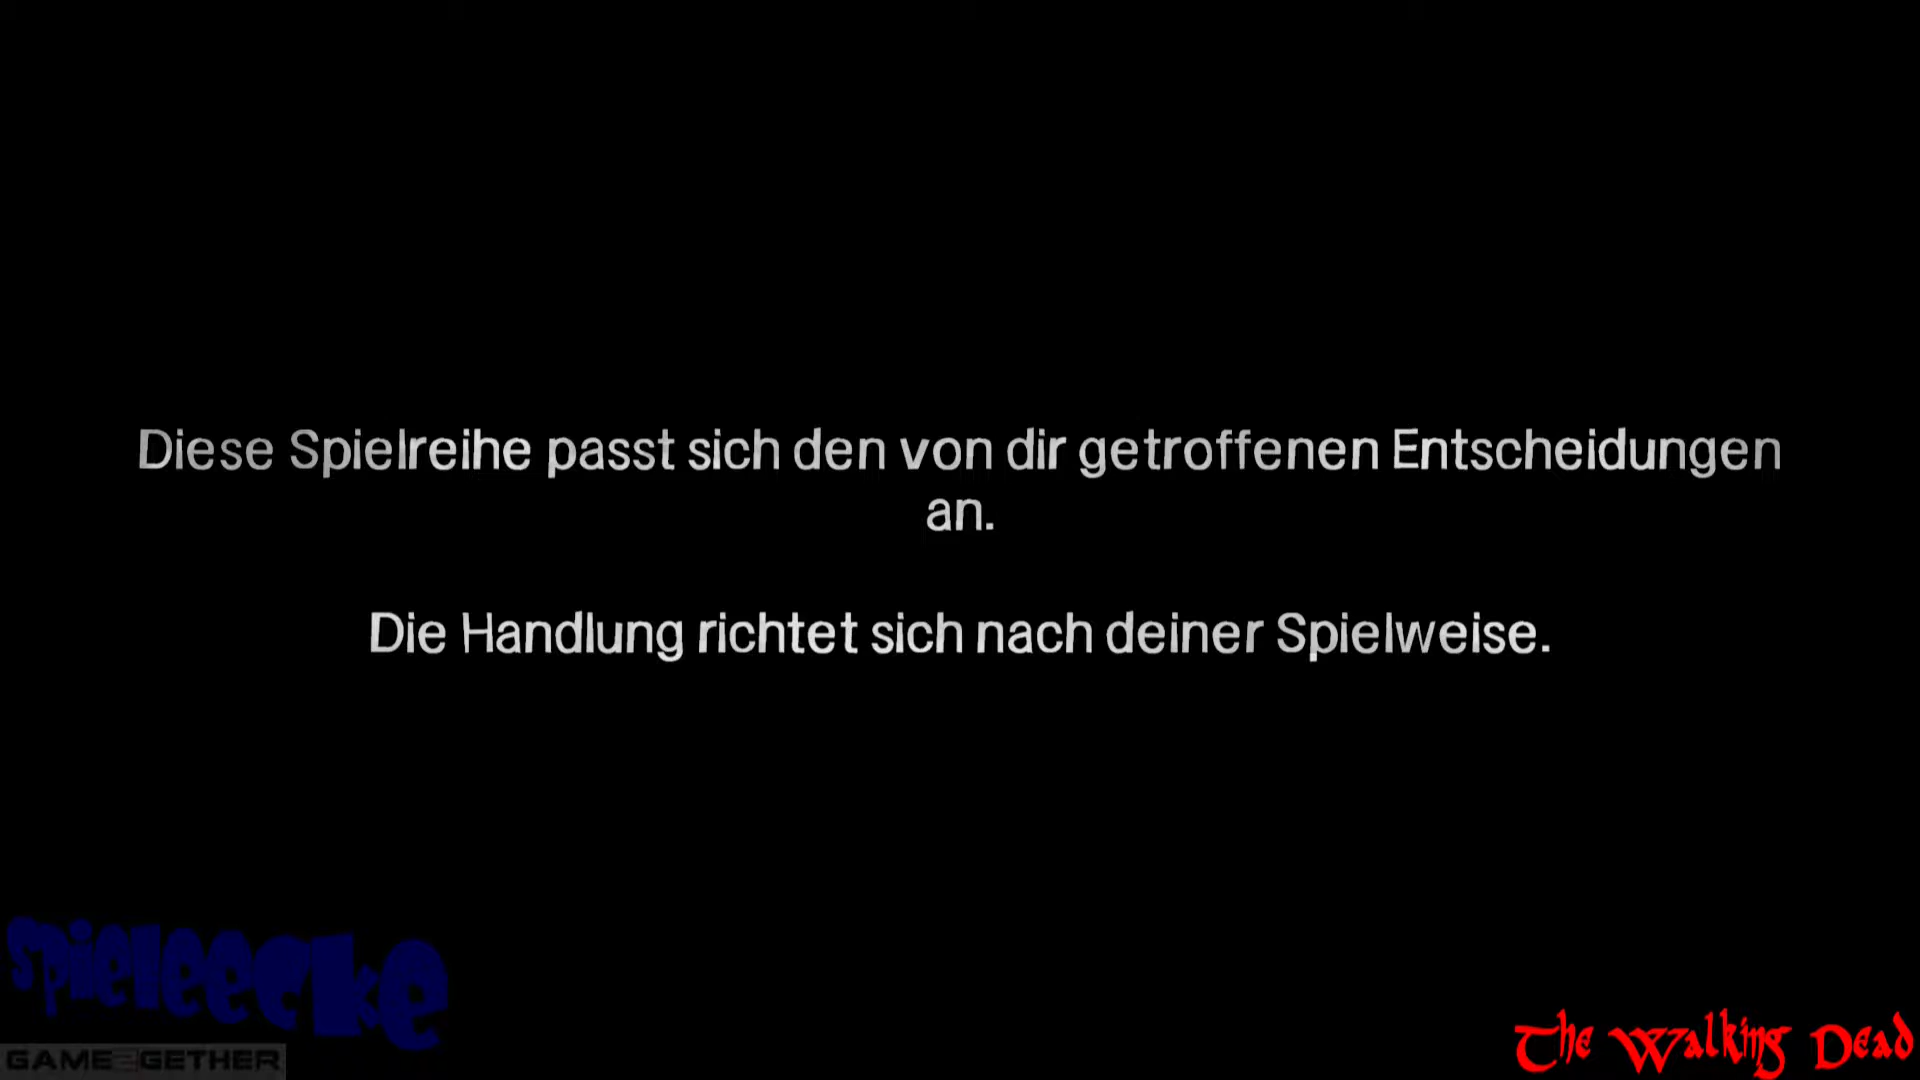 Diese Spielreihe passt sich den von dir getroffenen Entscheidungen
an.
Die Handlung richtet sich nach deiner Spielweise.
spieleecke
GAME2GETHER
The Walking Dead